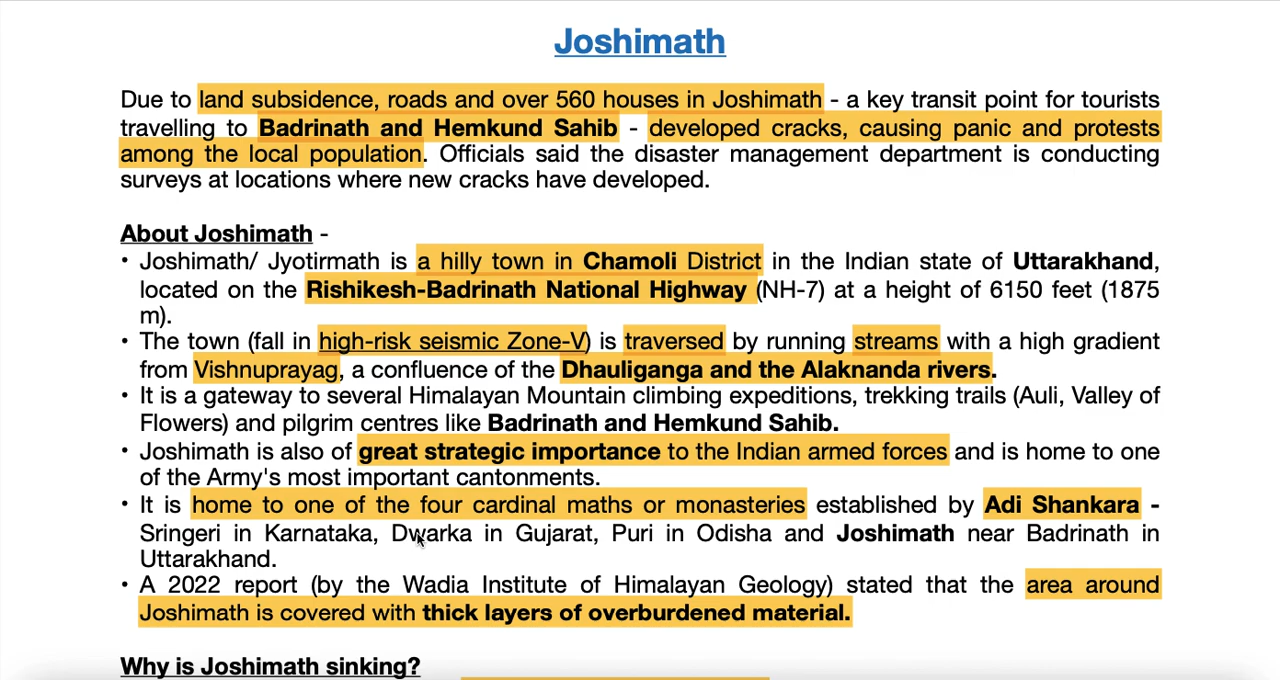 Joshimath
Due to land subsidence, roads and over 560 houses in Joshimath - a key transit point for tourists
travelling to Badrinath and Hemkund Sahib - developed cracks, causing panic and protests
among the local population. Officials said the disaster management department is conducting
surveys at locations where new cracks have developed.
About Joshimath -
• Joshimath/ Jyotirmath is a hilly town in Chamoli District in the Indian state of Uttarakhand,
located on the Rishikesh-Badrinath National Highway (NH-7) at a height of 6150 feet (1875
m).
• The town (fall in high-risk seismic Zone-V) is traversed by running streams with a high gradient
from Vishnuprayag, a confluence of the Dhauliganga and the Alaknanda rivers.
• It is a gateway to several Himalayan Mountain climbing expeditions, trekking trails (Auli, Valley of
Flowers) and pilgrim centres like Badrinath and Hemkund Sahib.
• Joshimath is also of great strategic importance to the Indian armed forces and is home to one
of the Army's most important cantonments.
• It is home to one of the four cardinal maths or monasteries established by Adi Shankara -
Sringeri in Karnataka, Dwarka in Gujarat, Puri in Odisha and Joshimath near Badrinath in
Uttarakhand.
• A 2022 report (by the Wadia Institute of Himalayan Geology) stated that the area around
Joshimath is covered with thick layers of overburdened material.
Why is Joshimath sinking?